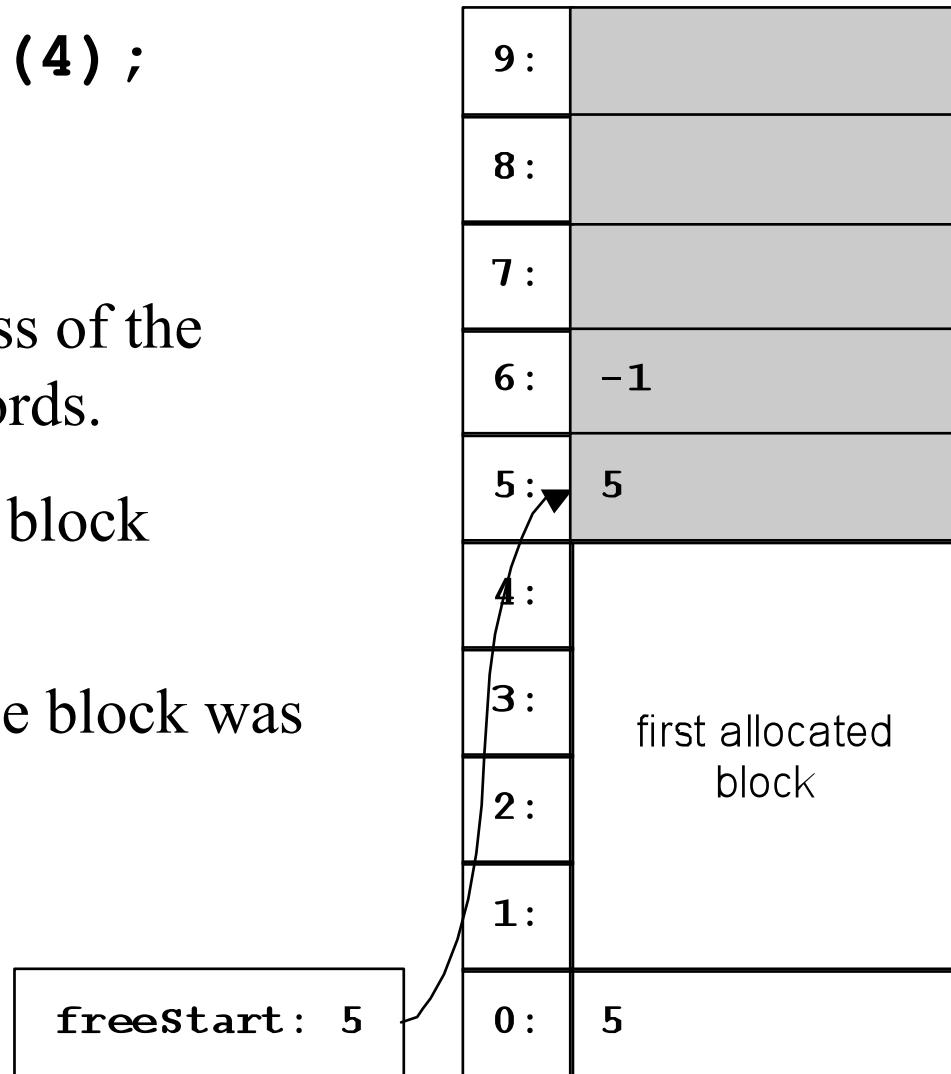 (4);
ss of the
ords.
block
e block was
9:
8:
7:
6: -1
5: 5
4:
3:
2:
1:
first allocated
block
freeStart: 5
0: 5